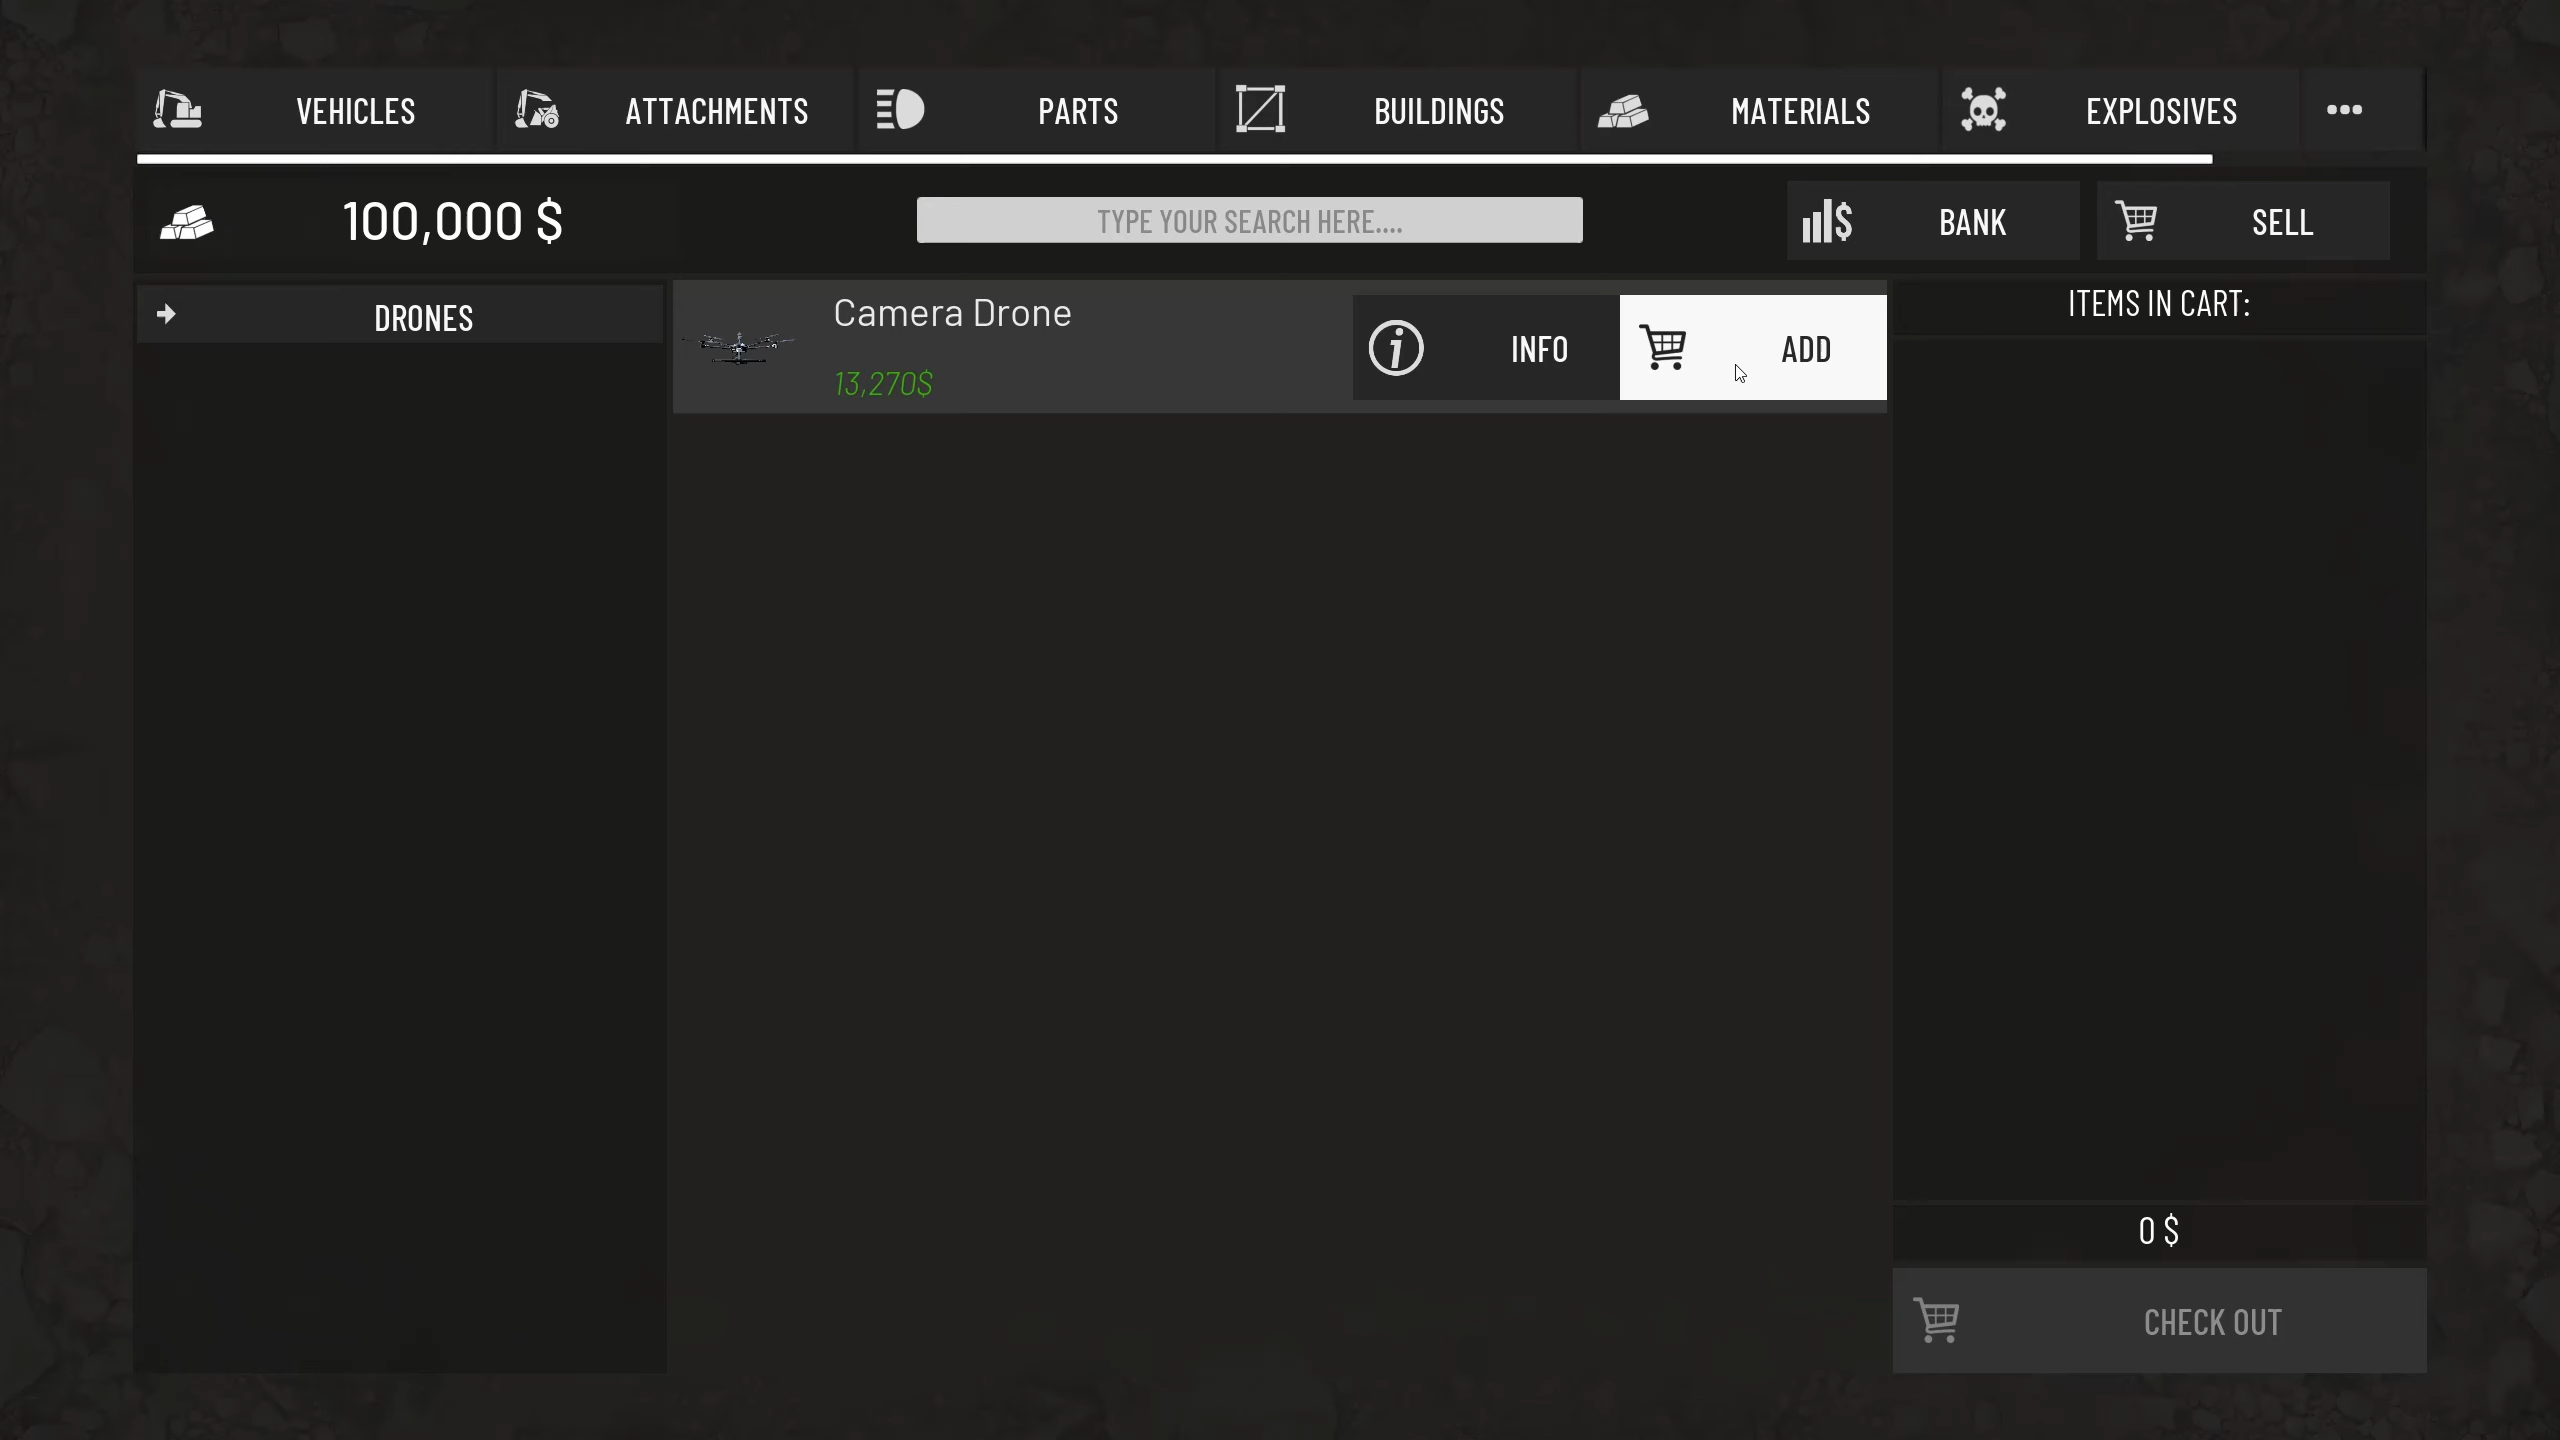 VEHICLES
ATTACHMENTS
PARTS
BUILDINGS
MATERIALS
EXPLOSIVES
•••
100,000 $
TYPE YOUR SEARCH HERE....
BANK
SELL
DRONES
Camera Drone
13,270$
INFO
ADD
ITEMS IN CART:
0 $
CHECK OUT